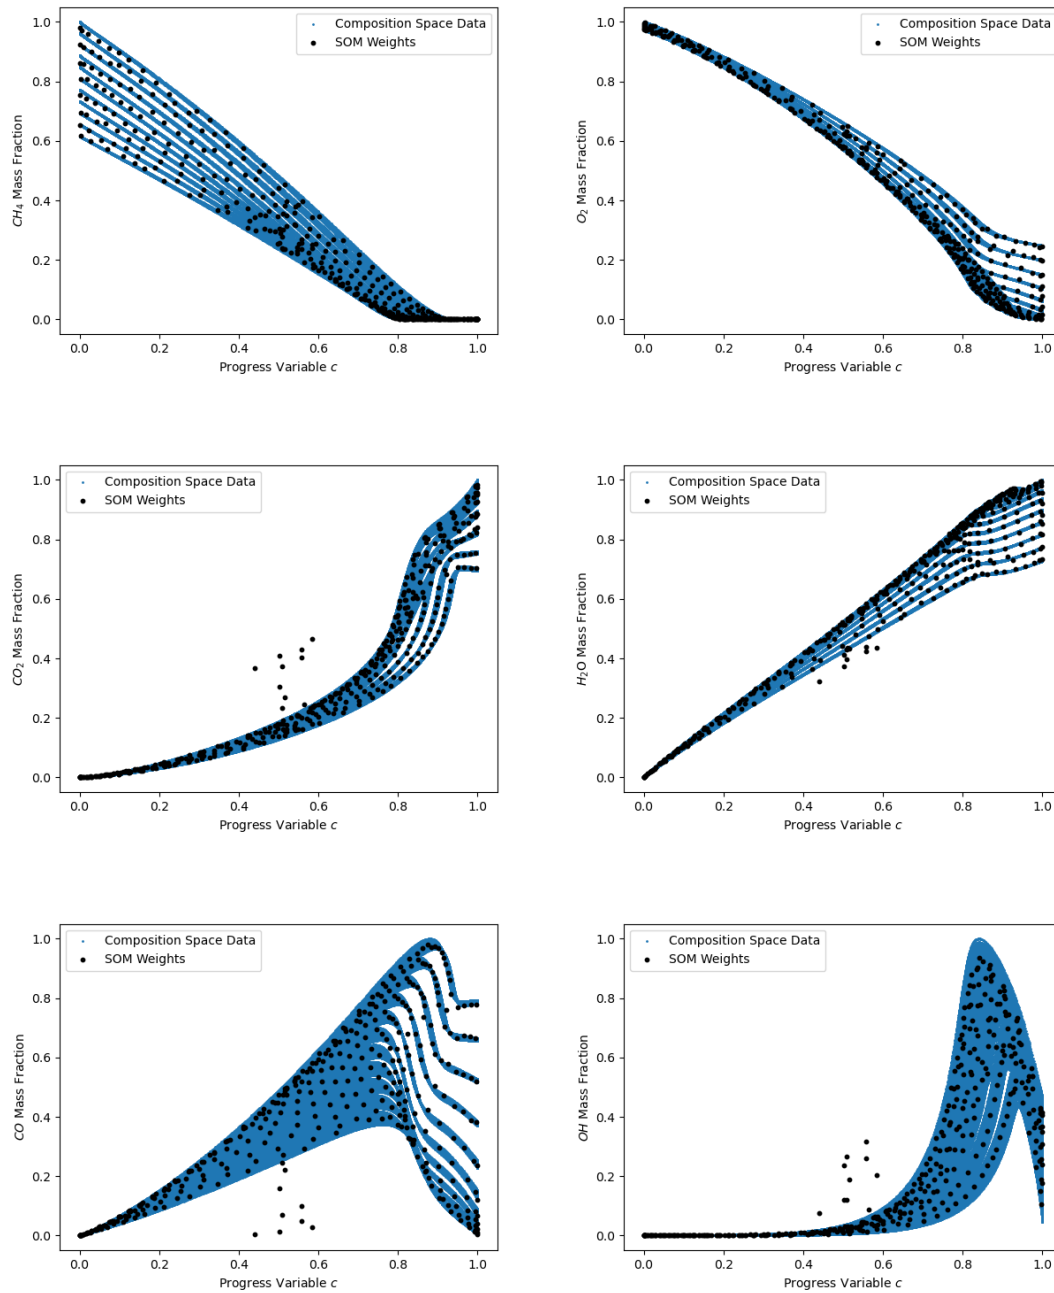 Composition Space Data
SOM Weights
1.0
0.8
0.6
0.4
0.2
0.0
CH₄ Mass Fraction
0.0 0.2 0.4 0.6 0.8 1.0
Progress Variable c
Composition Space Data
SOM Weights
1.0
0.8
0.6
0.4
0.2
0.0
O₂ Mass Fraction
0.0 0.2 0.4 0.6 0.8 1.0
Progress Variable c
Composition Space Data
SOM Weights
1.0
0.8
0.6
0.4
0.2
0.0
CO₂ Mass Fraction
0.0 0.2 0.4 0.6 0.8 1.0
Progress Variable c
Composition Space Data
SOM Weights
1.0
0.8
0.6
0.4
0.2
0.0
H₂O Mass Fraction
0.0 0.2 0.4 0.6 0.8 1.0
Progress Variable c
Composition Space Data
SOM Weights
1.0
0.8
0.6
0.4
0.2
0.0
CO Mass Fraction
0.0 0.2 0.4 0.6 0.8 1.0
Progress Variable c
Composition Space Data
SOM Weights
1.0
0.8
0.6
0.4
0.2
0.0
OH Mass Fraction
0.0 0.2 0.4 0.6 0.8 1.0
Progress Variable c